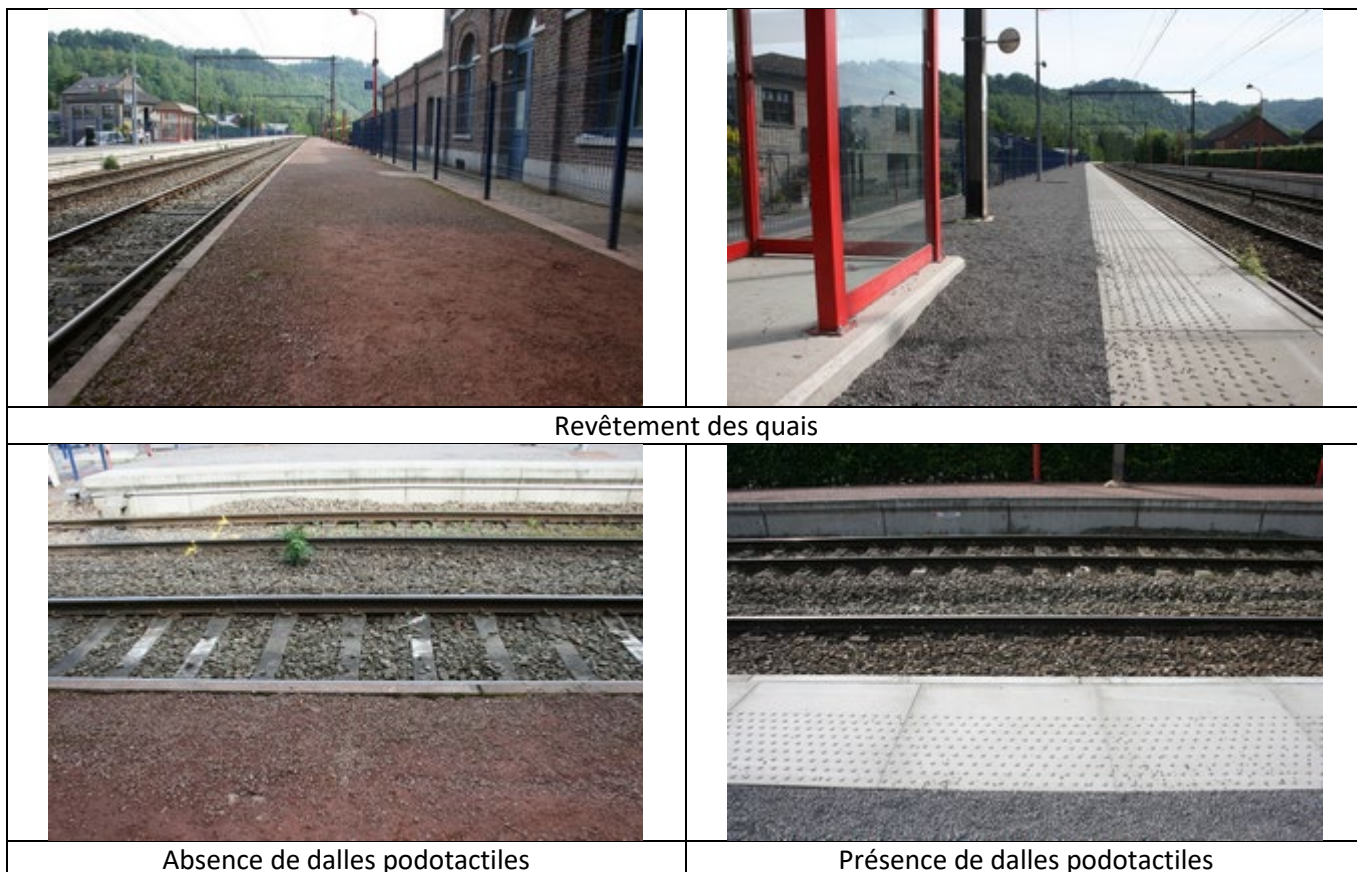 Revêtement des quais
Absence de dalles podotactiles
Présence de dalles podotactiles